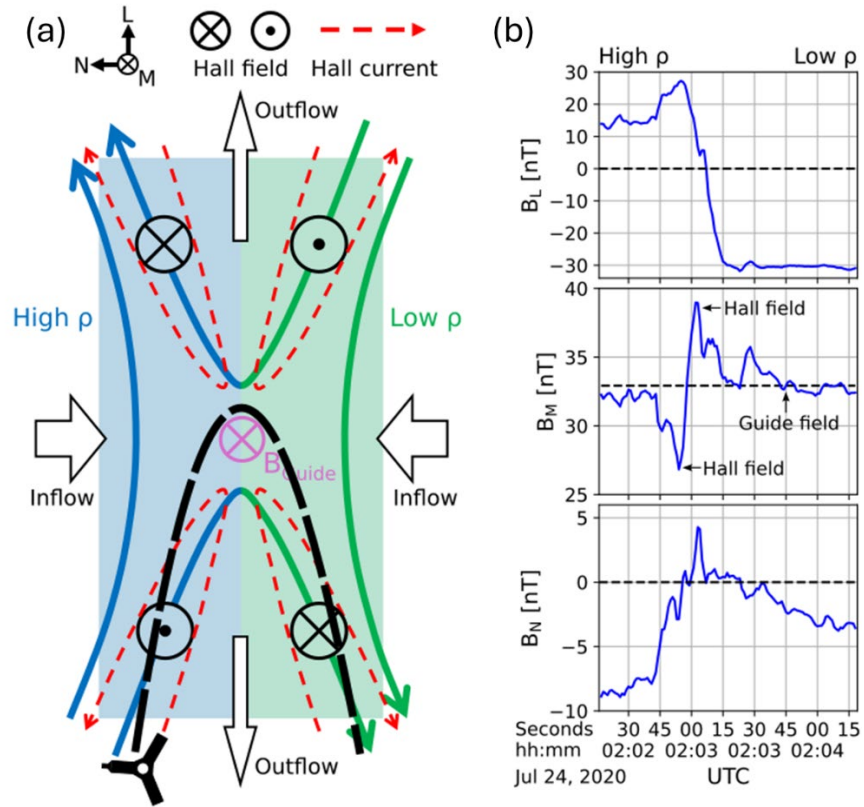 (a)
L
N
M
Hall field
Hall current
Outflow
High ρ
Low ρ
B_Guide
Inflow
Inflow
Outflow
(b)
High ρ
Low ρ
B_L [nT]
30
20
10
0
−10
−20
−30
B_M [nT]
40
35
30
25
Hall field
Guide field
Hall field
B_N [nT]
5
0
−5
−10
Seconds 30 45 00 15 30 45 00 15
hh:mm 02:02 02:03 02:03 02:04
Jul 24, 2020 UTC